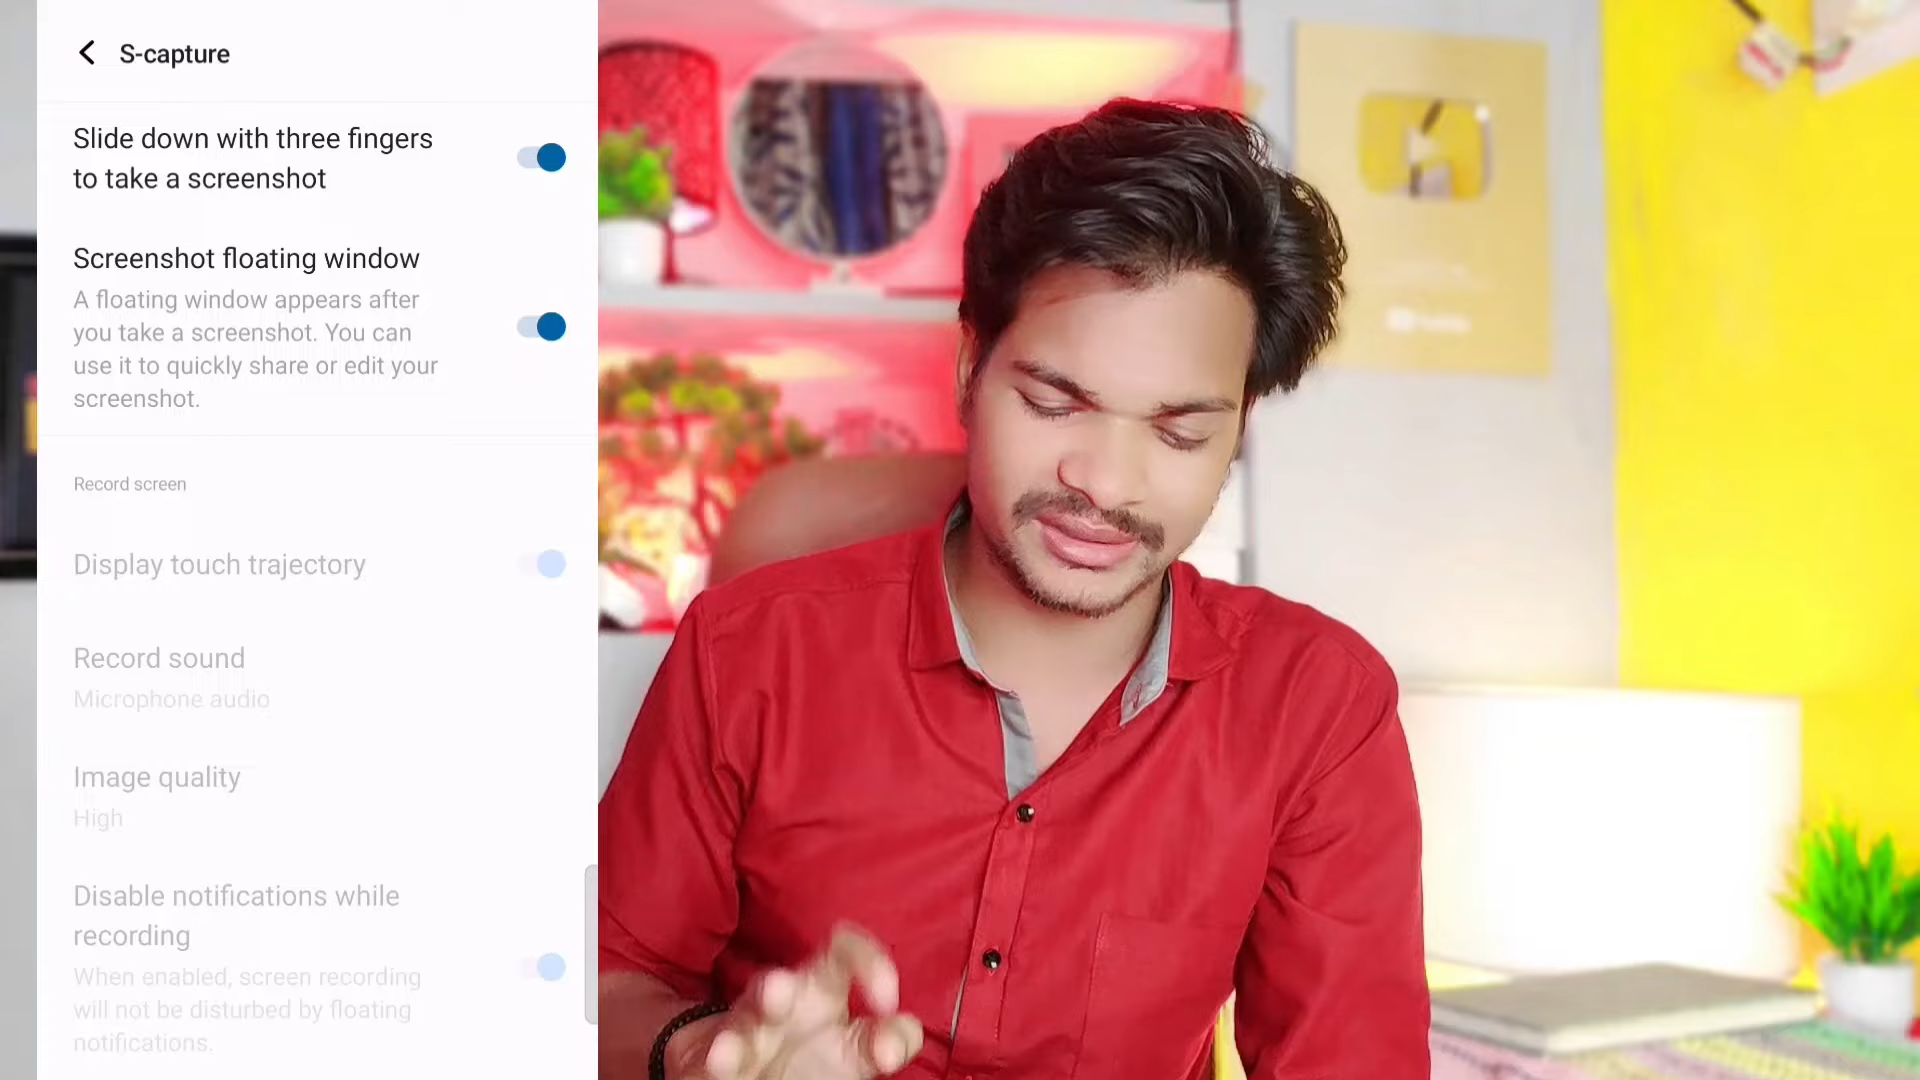 S-capture
Slide down with three fingers
to take a screenshot
Screenshot floating window
A floating window appears after
you take a screenshot. You can
use it to quickly share or edit your
screenshot.
Record screen
Display touch trajectory
Record sound
Microphone audio
Image quality
High
Disable notifications while
recording
When enabled, screen recording
will not be disturbed by floating
notifications.